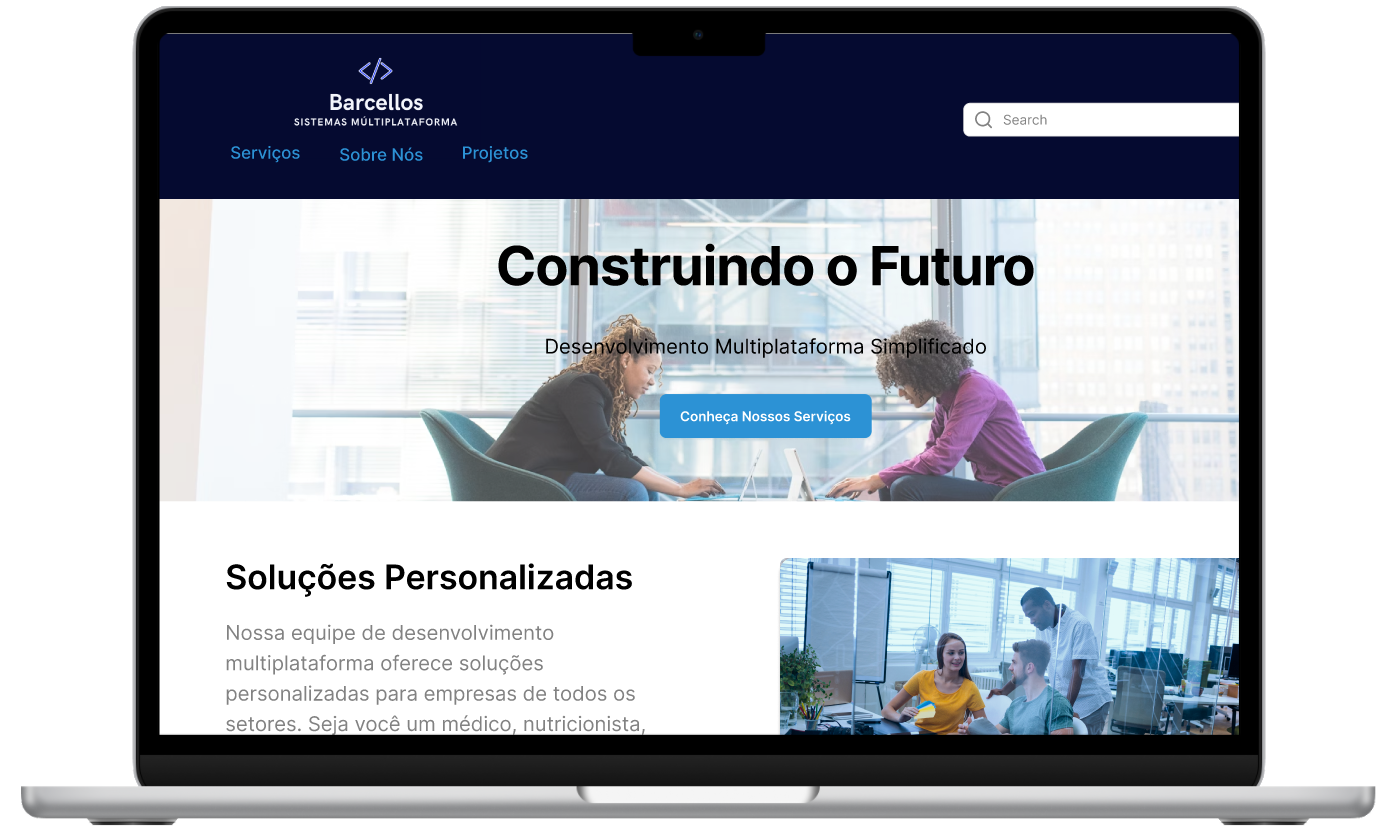 </>
Barcellos
SISTEMAS MÚLTIPLATAFORMA
Serviços
Sobre Nós
Projetos
Search
Construindo o Futuro
Desenvolvimento Multiplataforma Simplificado
Conheça Nossos Serviços
Soluções Personalizadas
Nossa equipe de desenvolvimento
multiplataforma oferece soluções
personalizadas para empresas de todos os
setores. Seja você um médico, nutricionista,